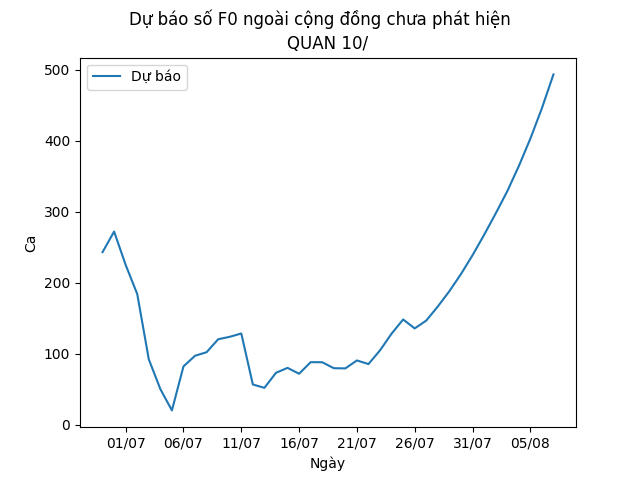 Dự báo số F0 ngoài cộng đồng chưa phát hiện
QUAN 10/
Dự báo
Ca
500
400
300
200
100
0
01/07 06/07 11/07 16/07 21/07 26/07 31/07 05/08
Ngày